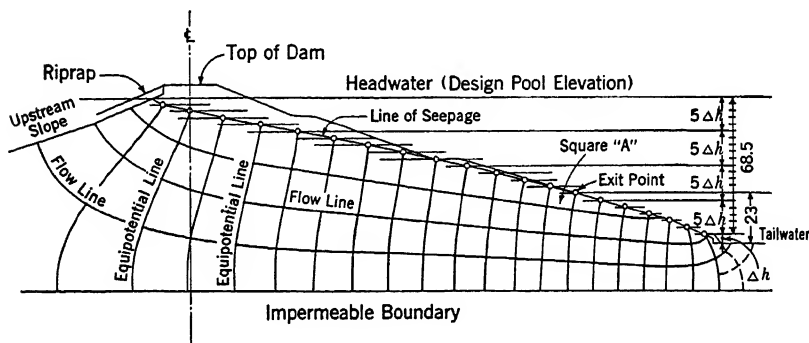 ℄
Top of Dam
Riprap
Headwater (Design Pool Elevation)
Upstream
Slope
Line of Seepage
5 Δh
Square "A"
5 Δh
68.5
Flow Line
Equipotential Line
Equipotential Line
Flow Line
5 Δh
Exit Point
5 Δh
23
Tailwater
Δh
Impermeable Boundary